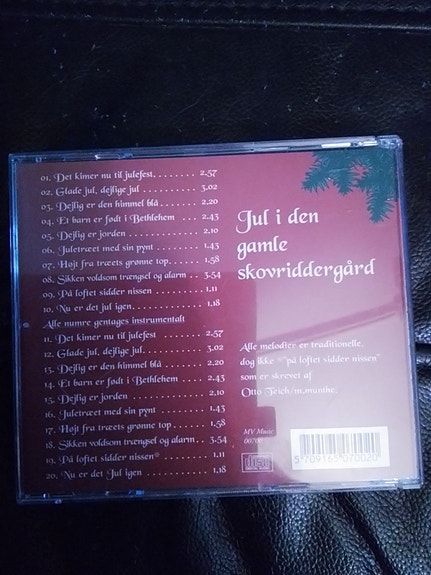 01. Det kimer nu til julefest. . . . . . . . 2.57
02. Glade jul, dejlige jul . . . . . . . . . . 3.02
03. Dejlig er den himmel blå . . . . . . . 2.20
04. Et barn er født i Bethlehem . . . . 2.43
05. Dejlig er jorden . . . . . . . . . . . . . 2.10
06. Juletræet med sin pynt . . . . . . . 1.43
07. Højt fra træets grønne top. . . . . . 1.58
08. Sikken voldsom trængsel og alarm . . 3.54
09. På loftet sidder nissen . . . . . . . . 1.11
10. Nu er det jul igen. . . . . . . . . . . . 1.18
Alle numre gentages instrumentalt
11. Det kimer nu til julefest . . . . . . . 2.57
12. Glade jul, dejlige jul . . . . . . . . . . 3.02
13. Dejlig er den himmel blå . . . . . . . 2.20
14. Et barn er født i Bethlehem . . . . . 2.43
15. Dejlig er jorden . . . . . . . . . . . . . 2.10
16. Juletræet med sin pynt . . . . . . . . 1.43
17. Højt fra træets grønne top. . . . . . 1.58
18. Sikken voldsom trængsel og alarm. . . 3.54
19. På loftet sidder nissen* . . . . . . . . 1.11
20. Nu er det Jul igen . . . . . . . . . . . 1.18
Jul i den
gamle
skovriddergård
Alle melodier er traditionelle,
dog ikke *"på loftet sidder nissen"
som er skrevet af
Otto Teich/m.munthe.
MV Music
5 709165 070020